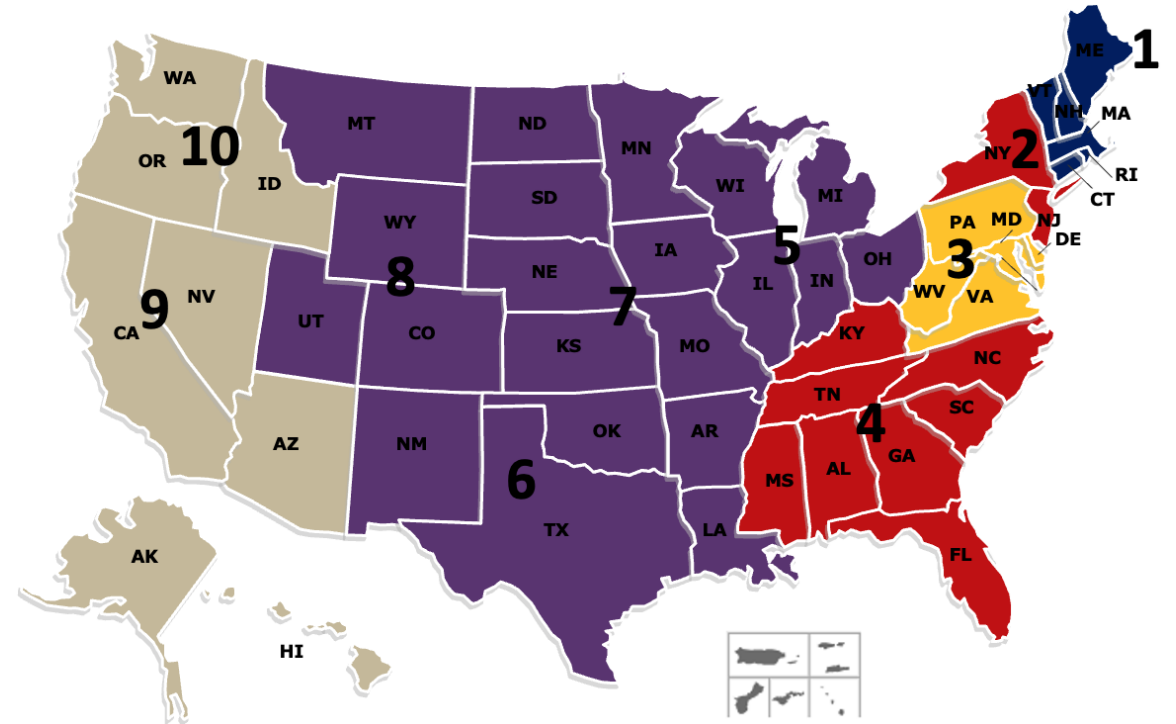 ME
1
WA
VT
NH
MA
MT
ND
MN
10
OR
NY
2
ID
WI
MI
RI
SD
CT
WY
PA
MD
NJ
DE
IA
5
OH
3
NE
8
IL
IN
WV
VA
NV
9
7
UT
CA
CO
KS
MO
KY
NC
TN
SC
4
AZ
NM
OK
AR
GA
6
MS
AL
TX
LA
AK
FL
HI